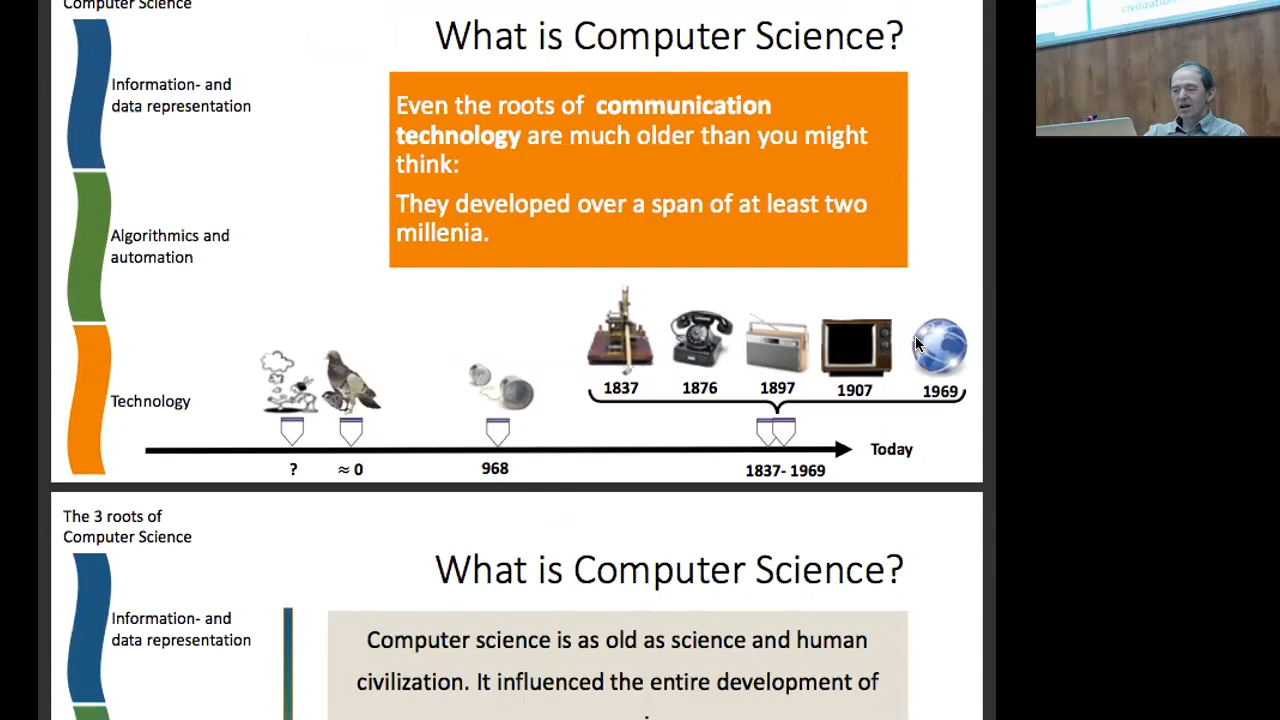 Computer Science
What is Computer Science?
Information- and
data representation
Even the roots of communication
technology are much older than you might
think:
They developed over a span of at least two
millenia.
Algorithmics and
automation
Technology
1837 1876 1897 1907 1969
Today
? ≈ 0 968 1837- 1969
The 3 roots of
Computer Science
What is Computer Science?
Information- and
data representation
Computer science is as old as science and human
civilization. It influenced the entire development of
civilization